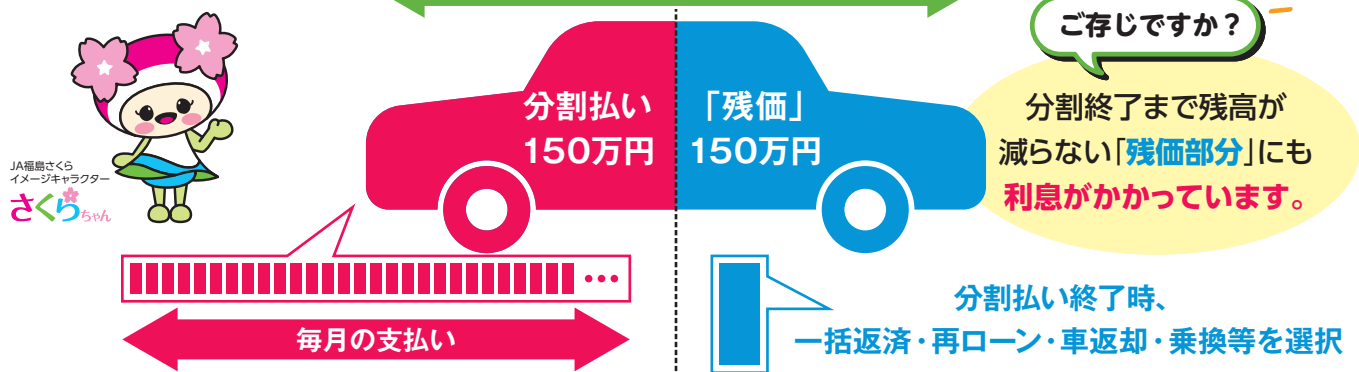 ご存じですか？
分割払い
150万円
「残価」
150万円
分割終了まで残高が
減らない「残価部分」にも
利息がかかっています。
JA福島さくら
イメージキャラクター
さくらちゃん
…
毎月の支払い
分割払い終了時、
一括返済・再ローン・車返却・乗換等を選択